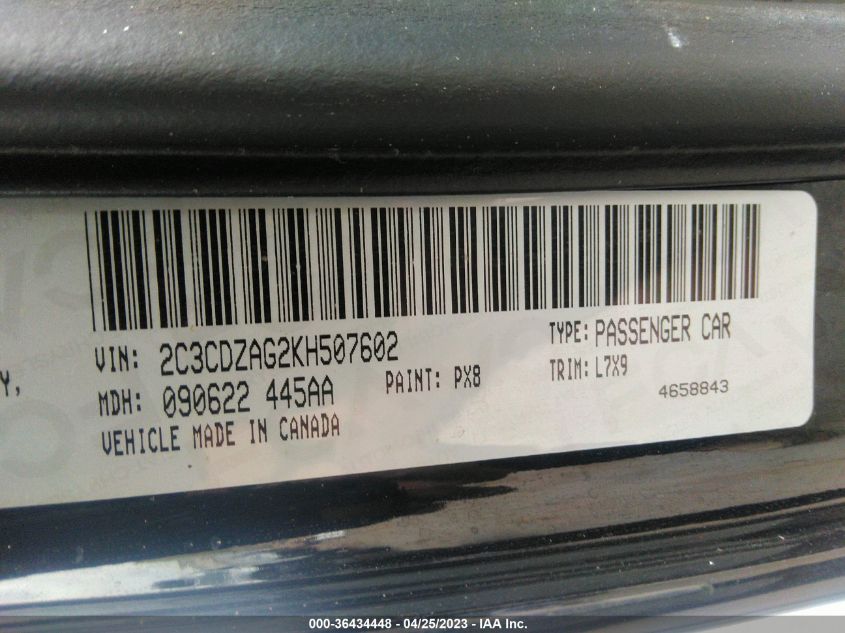 VIN: 2C3CDZAG2KH507602
TYPE: PASSENGER CAR
Y,
MDH: 090622 445AA
PAINT: PX8
TRIM: L7X9
4658843
VEHICLE MADE IN CANADA
000-36434448 - 04/25/2023 - IAA Inc.